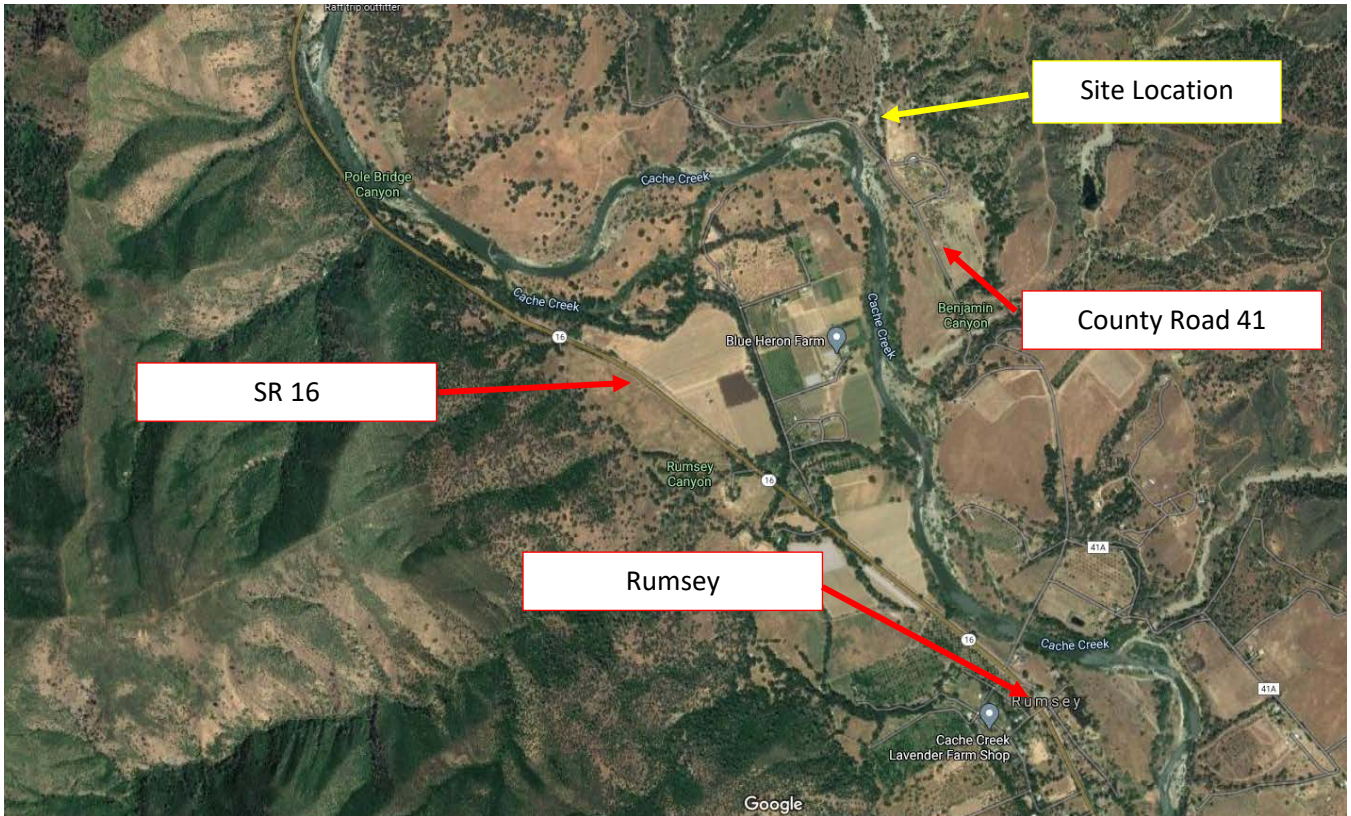 Raft trip outfitter
Site Location
Pole Bridge
Canyon
Cache Creek
Cache Creek
Cache Creek
Benjamin
Canyon
County Road 41
16
Blue Heron Farm
SR 16
Rumsey
Canyon
16
41A
Rumsey
16
Cache Creek
41A
Rumsey
Cache Creek
Lavender Farm Shop
Google